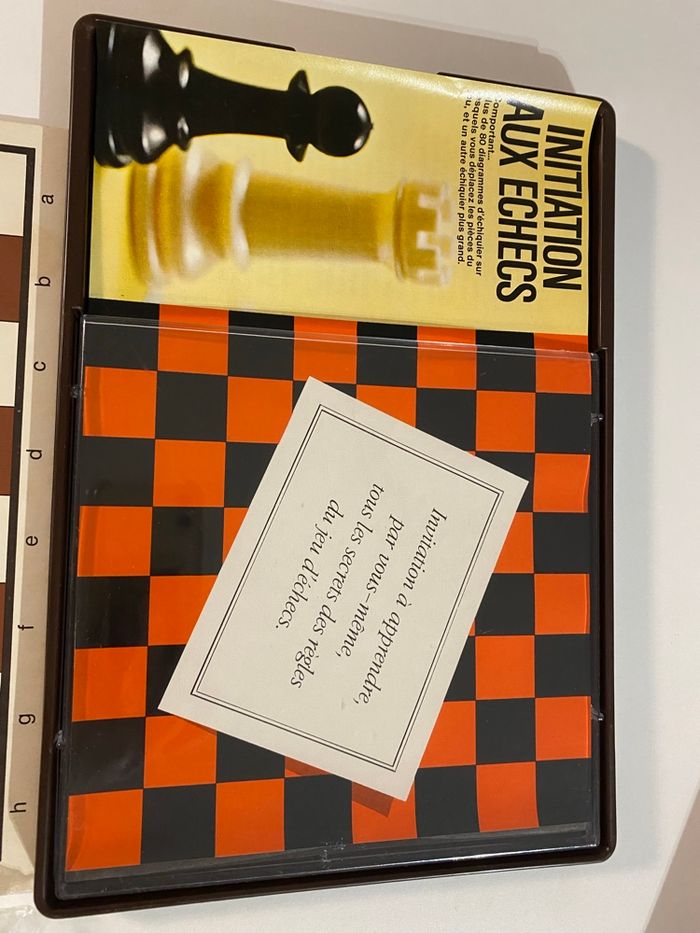 INITIATION
AUX ECHECS
comportant...
plus de 80 diagrammes d'échiquier sur
lesquels vous déplacez les pièces du
jeu, et un autre échiquier plus grand.
Invitation à apprendre,
par vous-même,
tous les secrets des règles
du jeu d'échecs.
a
b
c
d
e
f
g
h